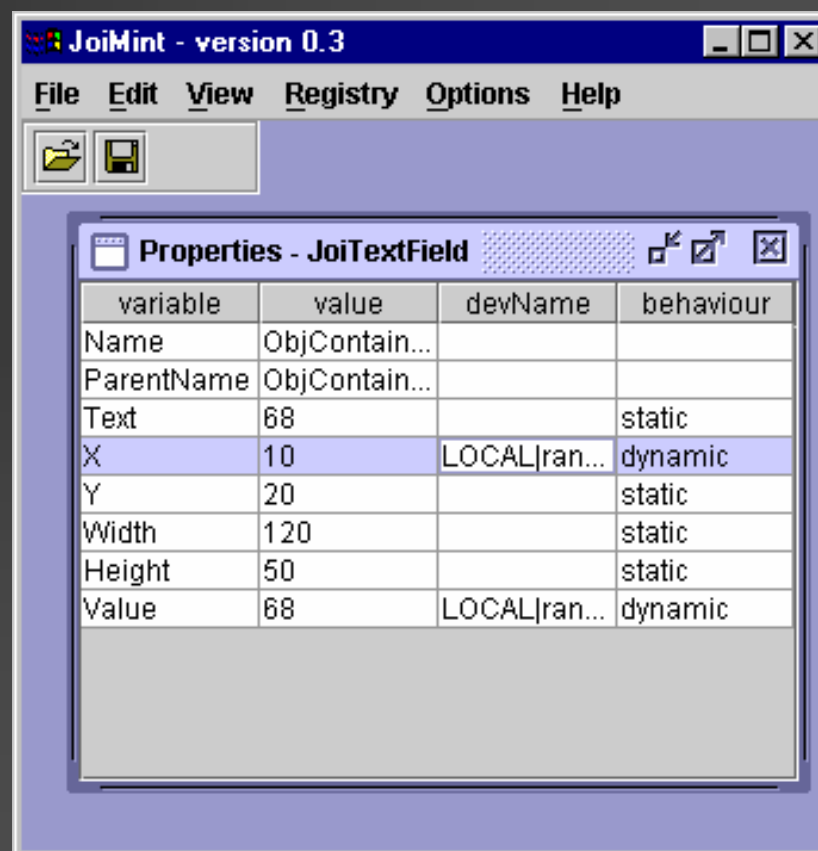 JoiMint - version 0.3
File Edit View Registry Options Help
Properties - JoiTextField
variable value devName behaviour
Name ObjContain...
ParentName ObjContain...
Text 68 static
X 10 LOCAL|ran... dynamic
Y 20 static
Width 120 static
Height 50 static
Value 68 LOCAL|ran... dynamic